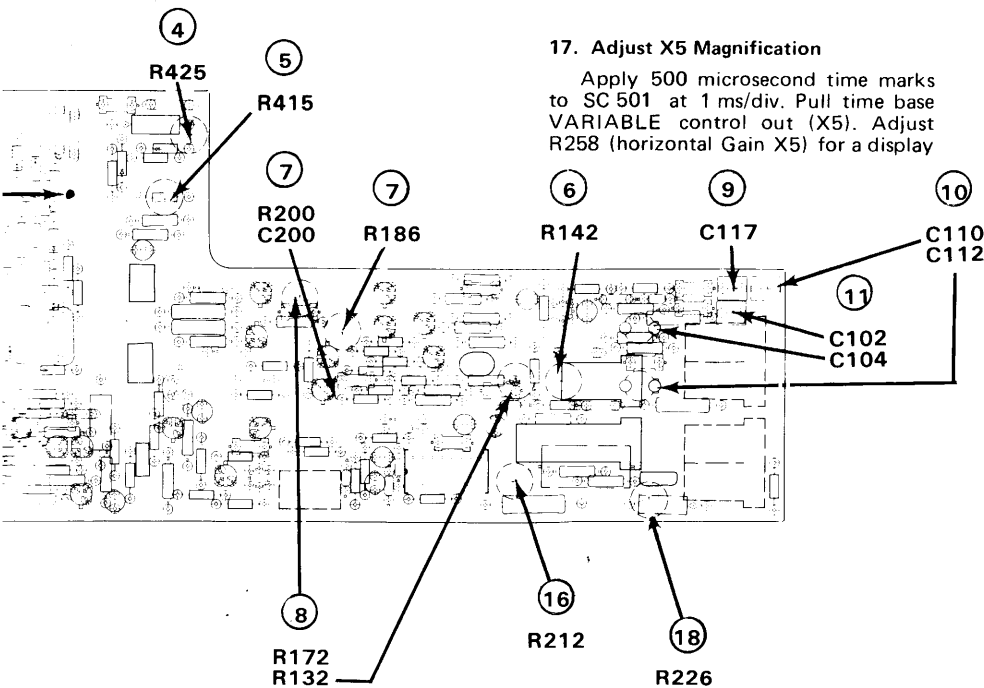 4
R425
5
R415
17. Adjust X5 Magnification
Apply 500 microsecond time marks
to SC 501 at 1 ms/div. Pull time base
VARIABLE control out (X5). Adjust
R258 (horizontal Gain X5) for a display
7
R200
C200
7
R186
6
R142
9
C117
10
C110
C112
11
C102
C104
8
R172
R132
16
R212
18
R226